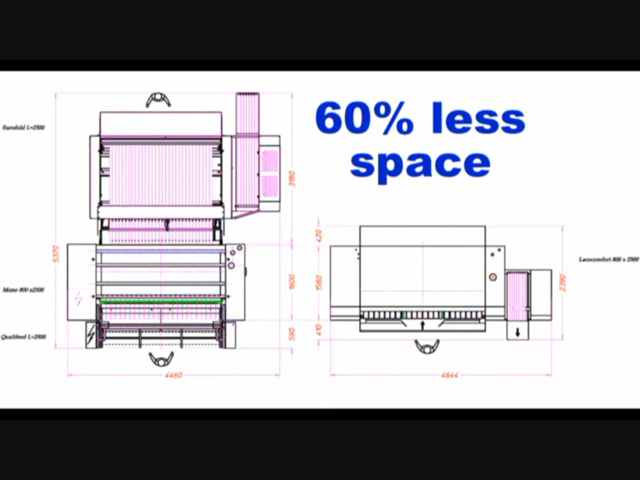 60% less
space
Eurofold L=2500
3180
420
5370
Mono 800 x2500
1600
1560
Lavocomfort 800 x 2500
2390
Qualifeed L=2500
590
410
4460
4644